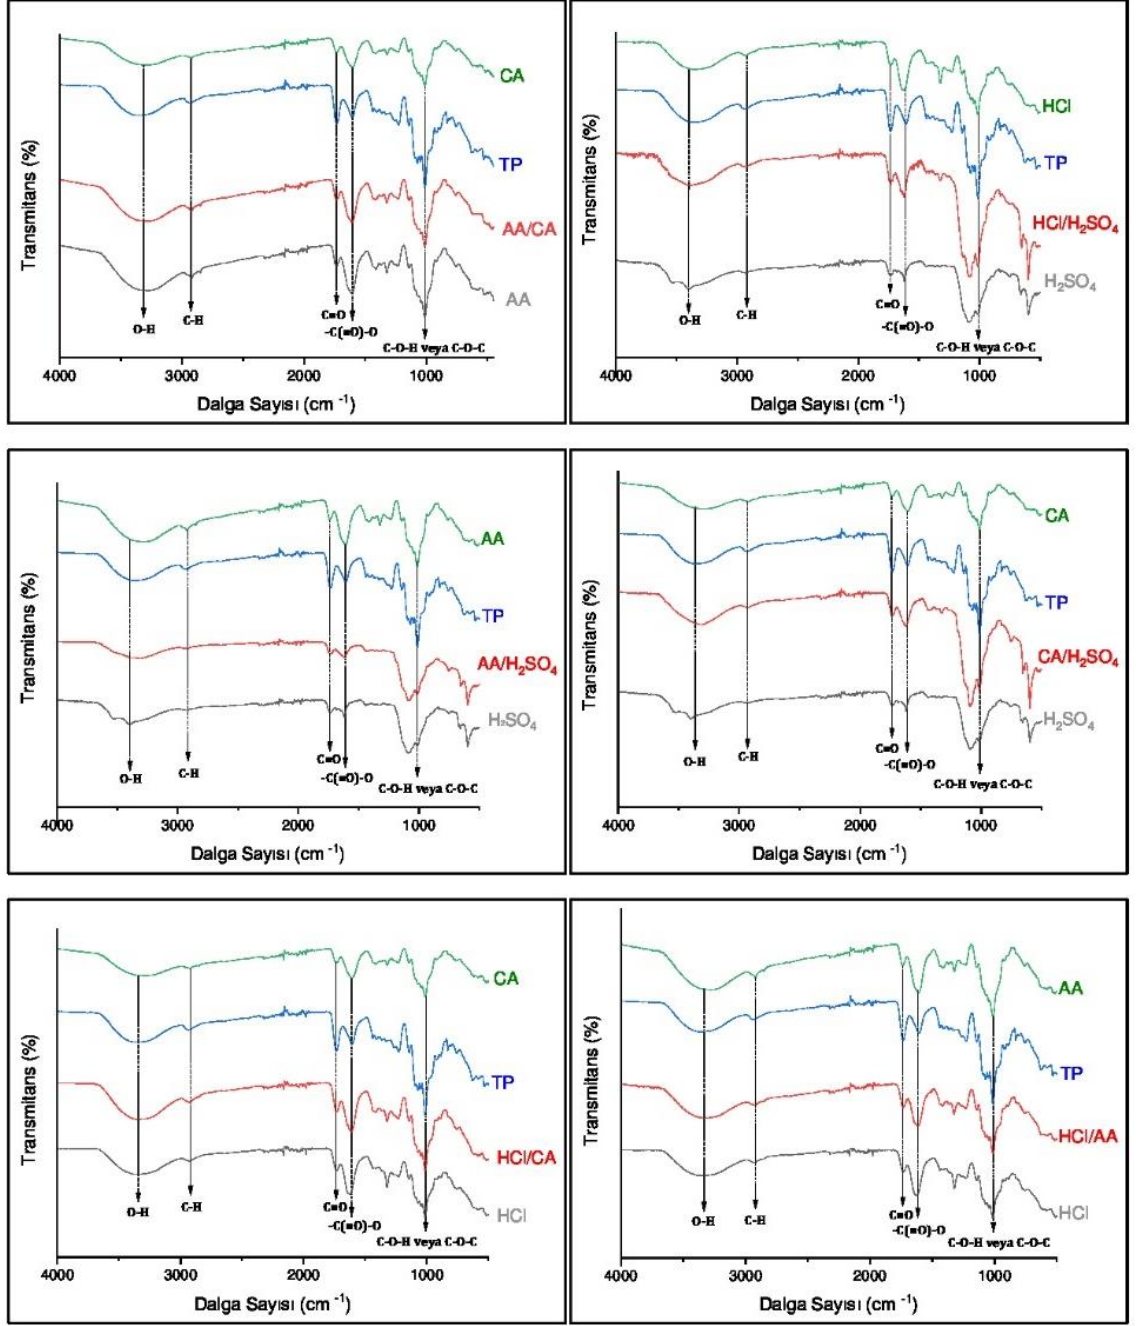 Transmitans (%)
CA
TP
AA/CA
AA
O-H
C-H
C=O
-C(=O)-O
C-O-H veya C-O-C
4000 3000 2000 1000
Dalga Sayısı (cm -1)
Transmitans (%)
HCl
TP
HCl/H2SO4
H2SO4
O-H
C-H
C=O
-C(=O)-O
C-O-H veya C-O-C
4000 3000 2000 1000
Dalga Sayısı (cm -1)
Transmitans (%)
AA
TP
AA/H2SO4
H2SO4
O-H
C-H
C=O
-C(=O)-O
C-O-H veya C-O-C
4000 3000 2000 1000
Dalga Sayısı (cm -1)
Transmitans (%)
CA
TP
CA/H2SO4
H2SO4
O-H
C-H
C=O
-C(=O)-O
C-O-H veya C-O-C
4000 3000 2000 1000
Dalga Sayısı (cm -1)
Transmitans (%)
CA
TP
HCl/CA
HCl
O-H
C-H
C=O
-C(=O)-O
C-O-H veya C-O-C
4000 3000 2000 1000
Dalga Sayısı (cm -1)
Transmitans (%)
AA
TP
HCl/AA
HCl
O-H
C-H
C=O
-C(=O)-O
C-O-H veya C-O-C
4000 3000 2000 1000
Dalga Sayısı (cm -1)